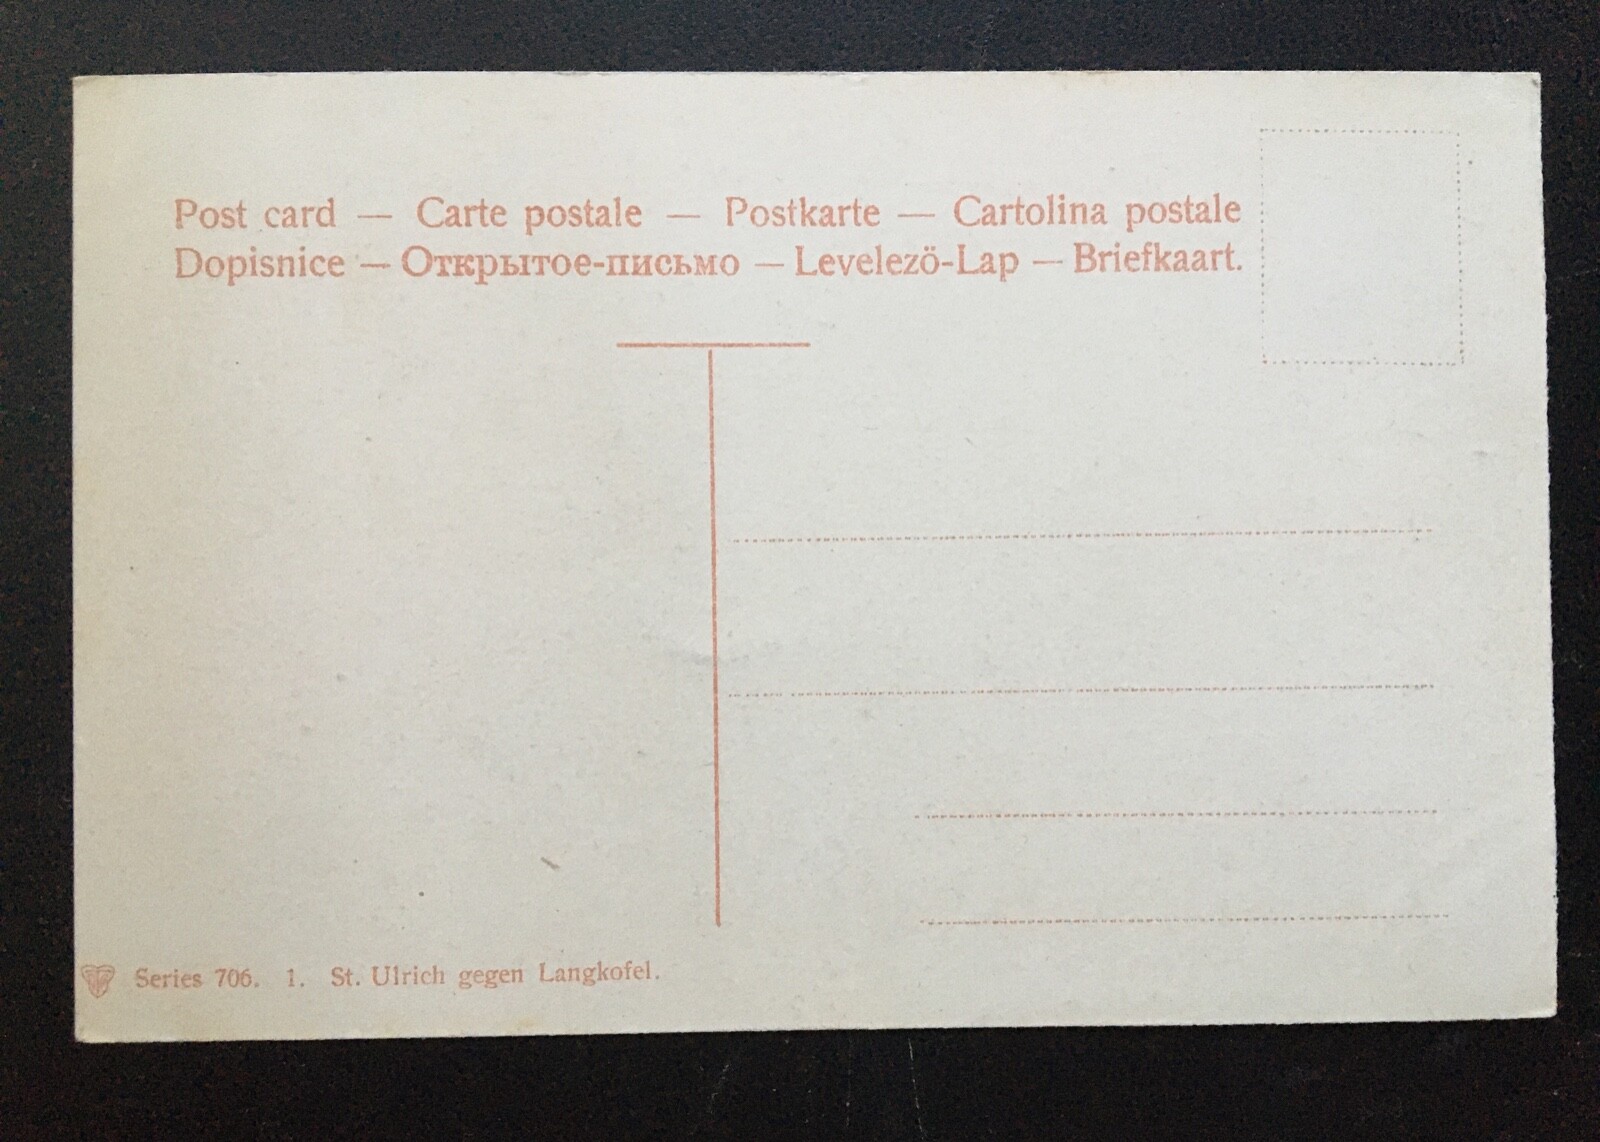 Post card — Carte postale — Postkarte — Cartolina postale
Dopisnice — Открытое-письмо — Levelezö-Lap — Briefkaart.
Series 706. 1. St. Ulrich gegen Langkofel.